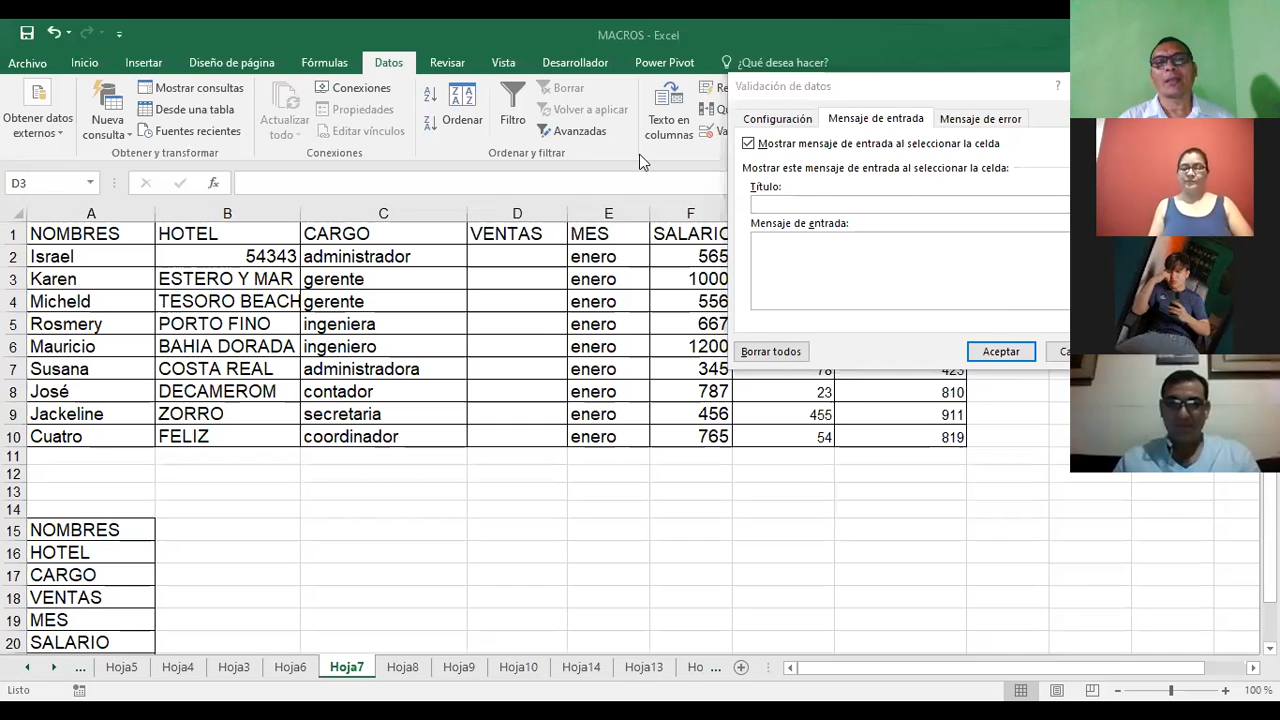 MACROS - Excel
Archivo Inicio Insertar Diseño de página Fórmulas Datos Revisar Vista Desarrollador Power Pivot ¿Qué desea hacer?
Obtener datos externos
Nueva consulta
Mostrar consultas
Desde una tabla
Fuentes recientes
Obtener y transformar
Actualizar todo
Conexiones
Propiedades
Editar vínculos
Conexiones
Ordenar
Filtro
Borrar
Volver a aplicar
Avanzadas
Ordenar y filtrar
Texto en columnas
Validación de datos ?
Configuración Mensaje de entrada Mensaje de error
Mostrar mensaje de entrada al seleccionar la celda
Mostrar este mensaje de entrada al seleccionar la celda:
Título:
Mensaje de entrada:
Borrar todos Aceptar
D3 fx
A B C D E F
1 NOMBRES HOTEL CARGO VENTAS MES SALARIO
2 Israel 54343 administrador enero 565
3 Karen ESTERO Y MAR gerente enero 1000
4 Micheld TESORO BEACH gerente enero 556
5 Rosmery PORTO FINO ingeniera enero 667
6 Mauricio BAHIA DORADA ingeniero enero 1200
7 Susana COSTA REAL administradora enero 345 78 423
8 José DECAMEROM contador enero 787 23 810
9 Jackeline ZORRO secretaria enero 456 455 911
10 Cuatro FELIZ coordinador enero 765 54 819
11
12
13
14
15 NOMBRES
16 HOTEL
17 CARGO
18 VENTAS
19 MES
20 SALARIO
... Hoja5 Hoja4 Hoja3 Hoja6 Hoja7 Hoja8 Hoja9 Hoja10 Hoja14 Hoja13 Ho ...
Listo 100 %